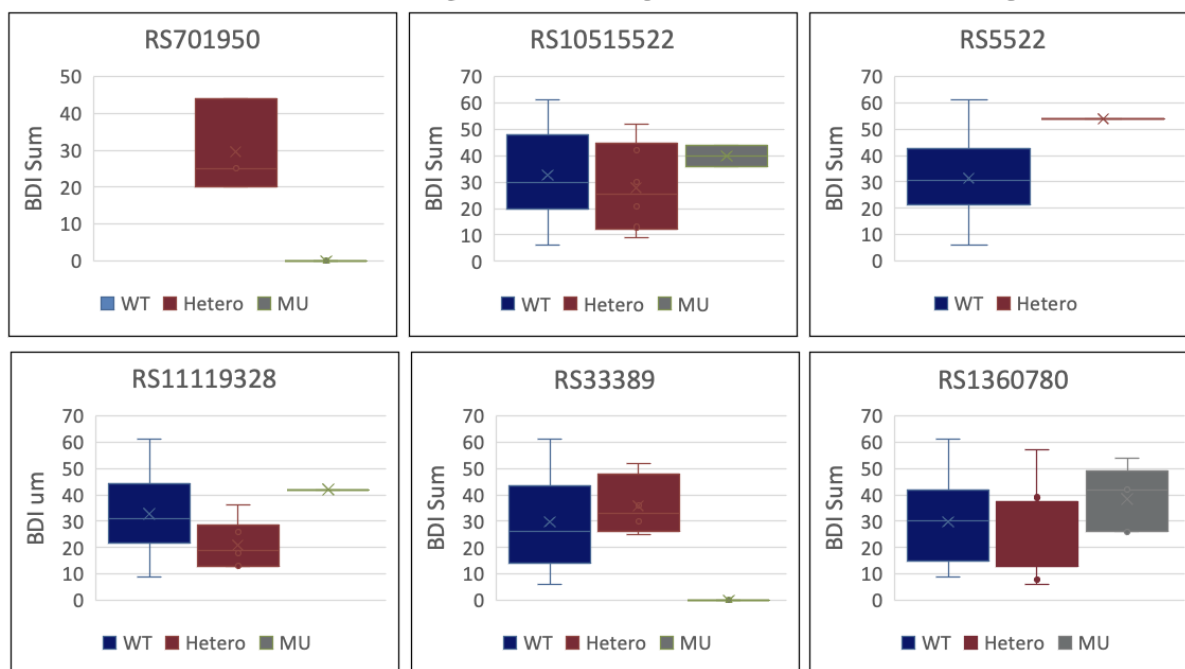 RS701950
BDI Sum
50
40
30
20
10
0
WT Hetero MU
RS10515522
BDI Sum
70
60
50
40
30
20
10
0
WT Hetero MU
RS5522
BDI Sum
70
60
50
40
30
20
10
0
WT Hetero
RS11119328
BDI um
70
60
50
40
30
20
10
0
WT Hetero MU
RS33389
BDI Sum
70
60
50
40
30
20
10
0
WT Hetero MU
RS1360780
BDI Sum
70
60
50
40
30
20
10
0
WT Hetero MU